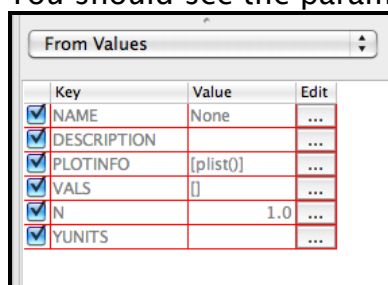 You should see the param
From Values
Key Value Edit
NAME None ...
DESCRIPTION ...
PLOTINFO [plist()] ...
VALS [] ...
N 1.0 ...
YUNITS ...